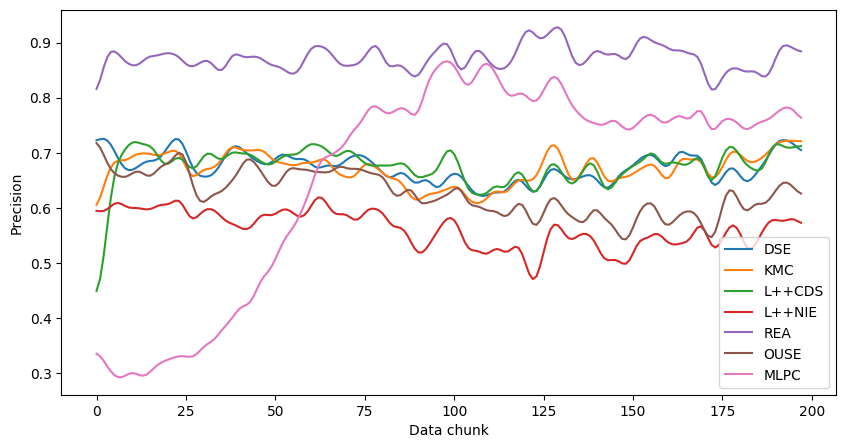 Precision
0.9
0.8
0.7
0.6
0.5
0.4
0.3
0
25
50
75
100
125
150
175
200
Data chunk
DSE
KMC
L++CDS
L++NIE
REA
OUSE
MLPC